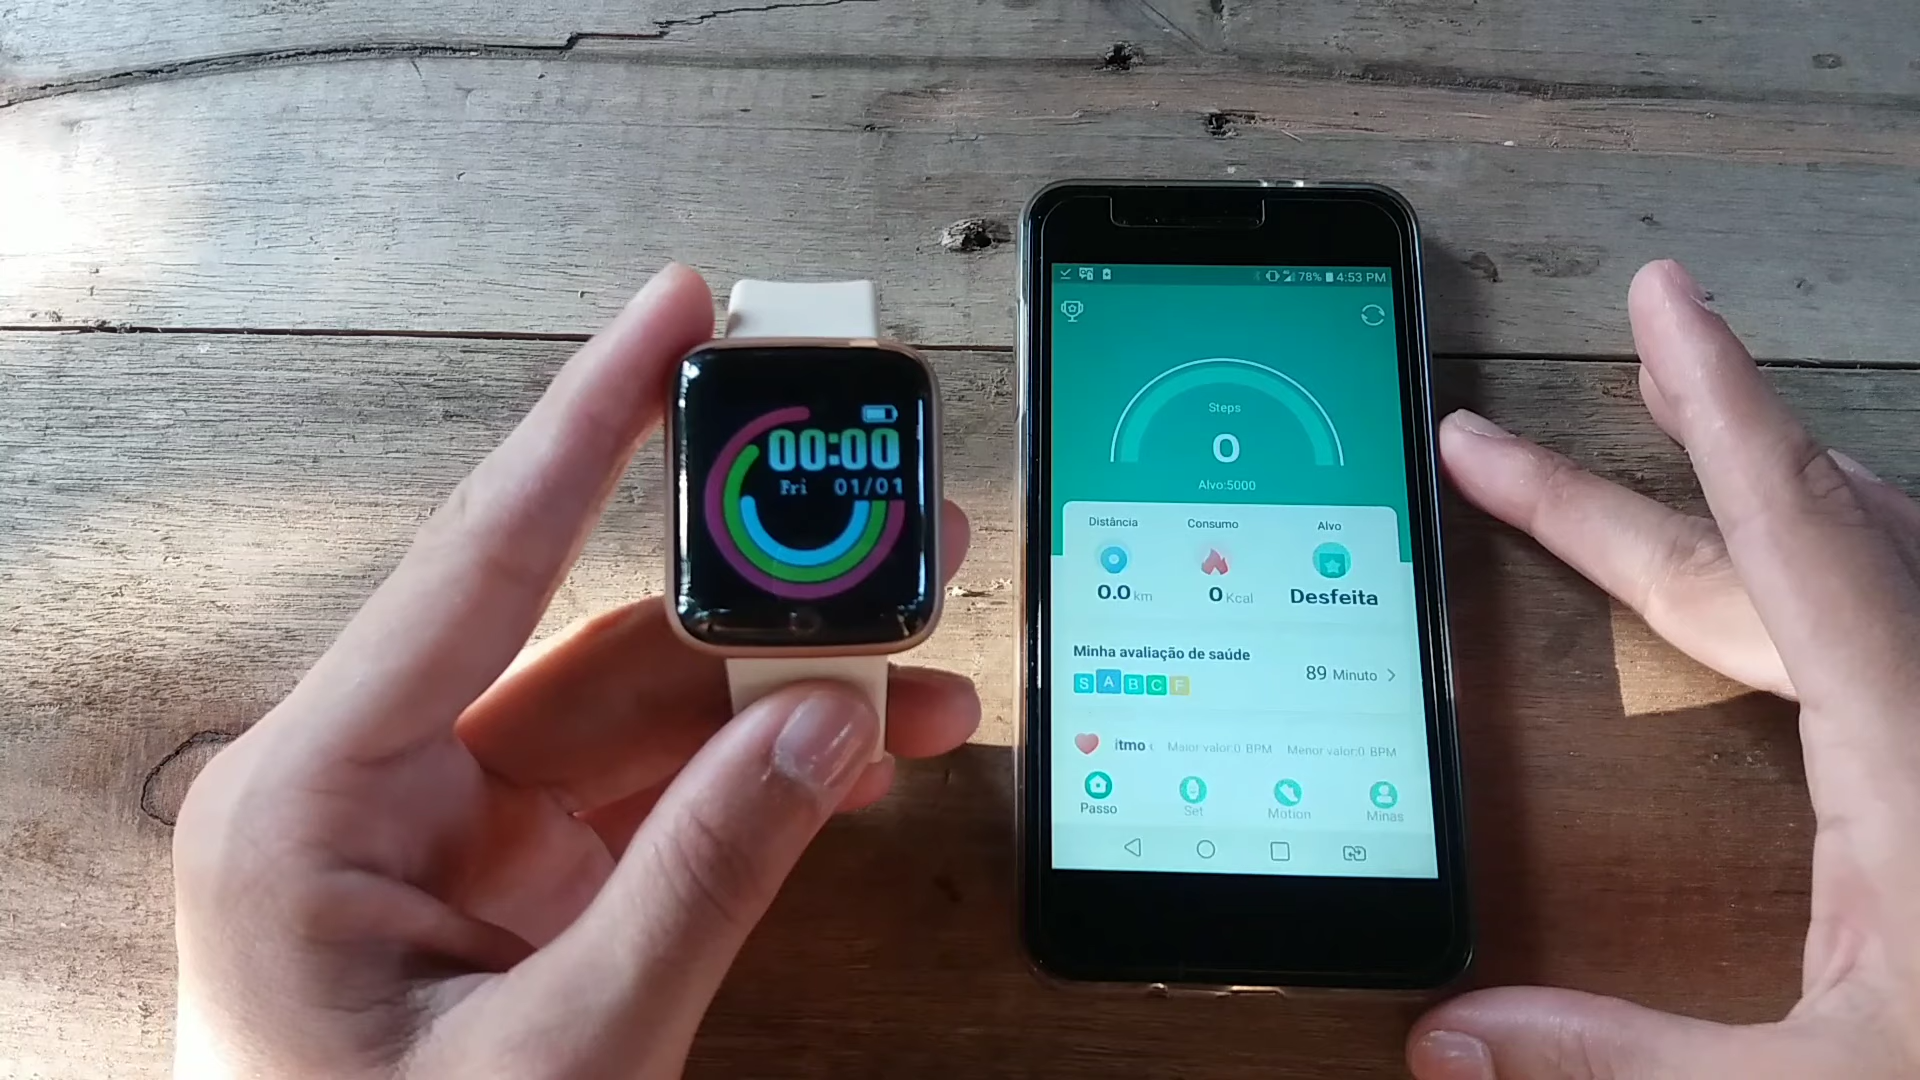 00:00
Fri 01/01
78% 4:53 PM
Steps
0
Alvo:5000
Distância Consumo Alvo
0.0 km 0 Kcal Desfeita
Minha avaliação de saúde
89 Minuto
S A B C F
itmo Maior valor:0 BPM Menor valor:0 BPM
Passo Set Motion Minas